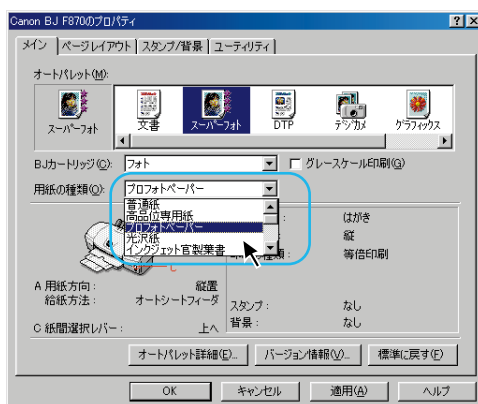 Canon BJ F870のプロパティ
メイン ページレイアウト スタンプ/背景 ユーティリティ
オートパレット(M):
スーパーフォト 文書 スーパーフォト DTP デジカメ グラフィックス
BJカートリッジ(C): フォト グレースケール印刷(G)
用紙の種類(O): プロフォトペーパー
普通紙
高品位専用紙 : はがき
プロフォトペーパー
光沢紙 縦
インクジェット官製葉書 等倍印刷
C
A 用紙方向: 縦置
給紙方法: オートシートフィーダ
スタンプ: なし
背景: なし
C 紙間選択レバー: 上へ
オートパレット詳細(E)... バージョン情報(V)... 標準に戻す(F)
OK キャンセル 適用(A) ヘルプ